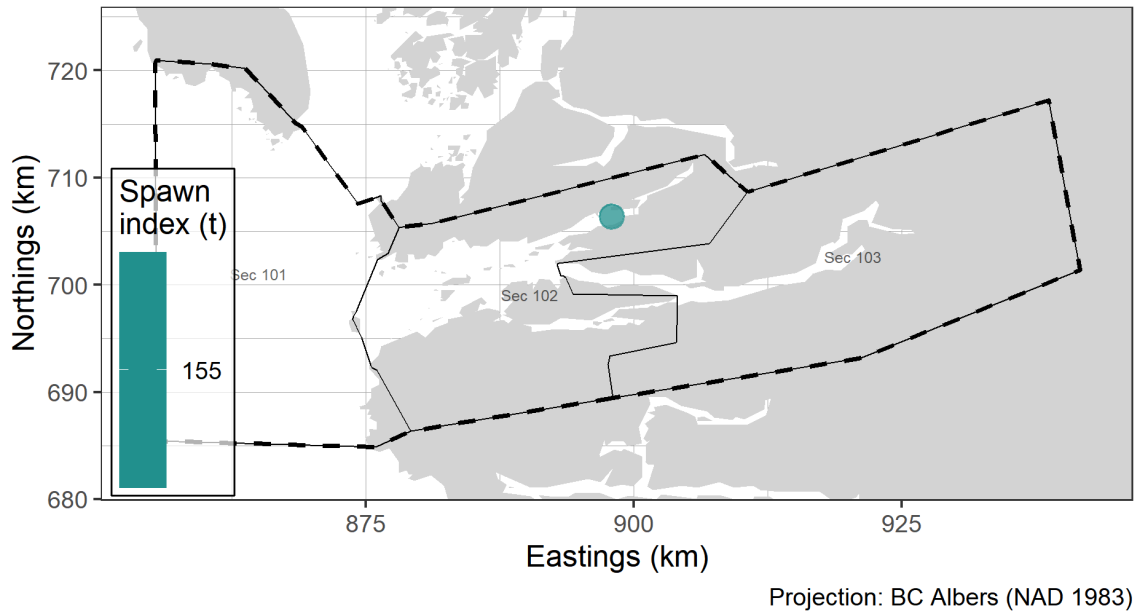 720
710
700
690
680
Northings (km)
Spawn
index (t)
155
Sec 101
Sec 102
Sec 103
875
900
925
Eastings (km)
Projection: BC Albers (NAD 1983)